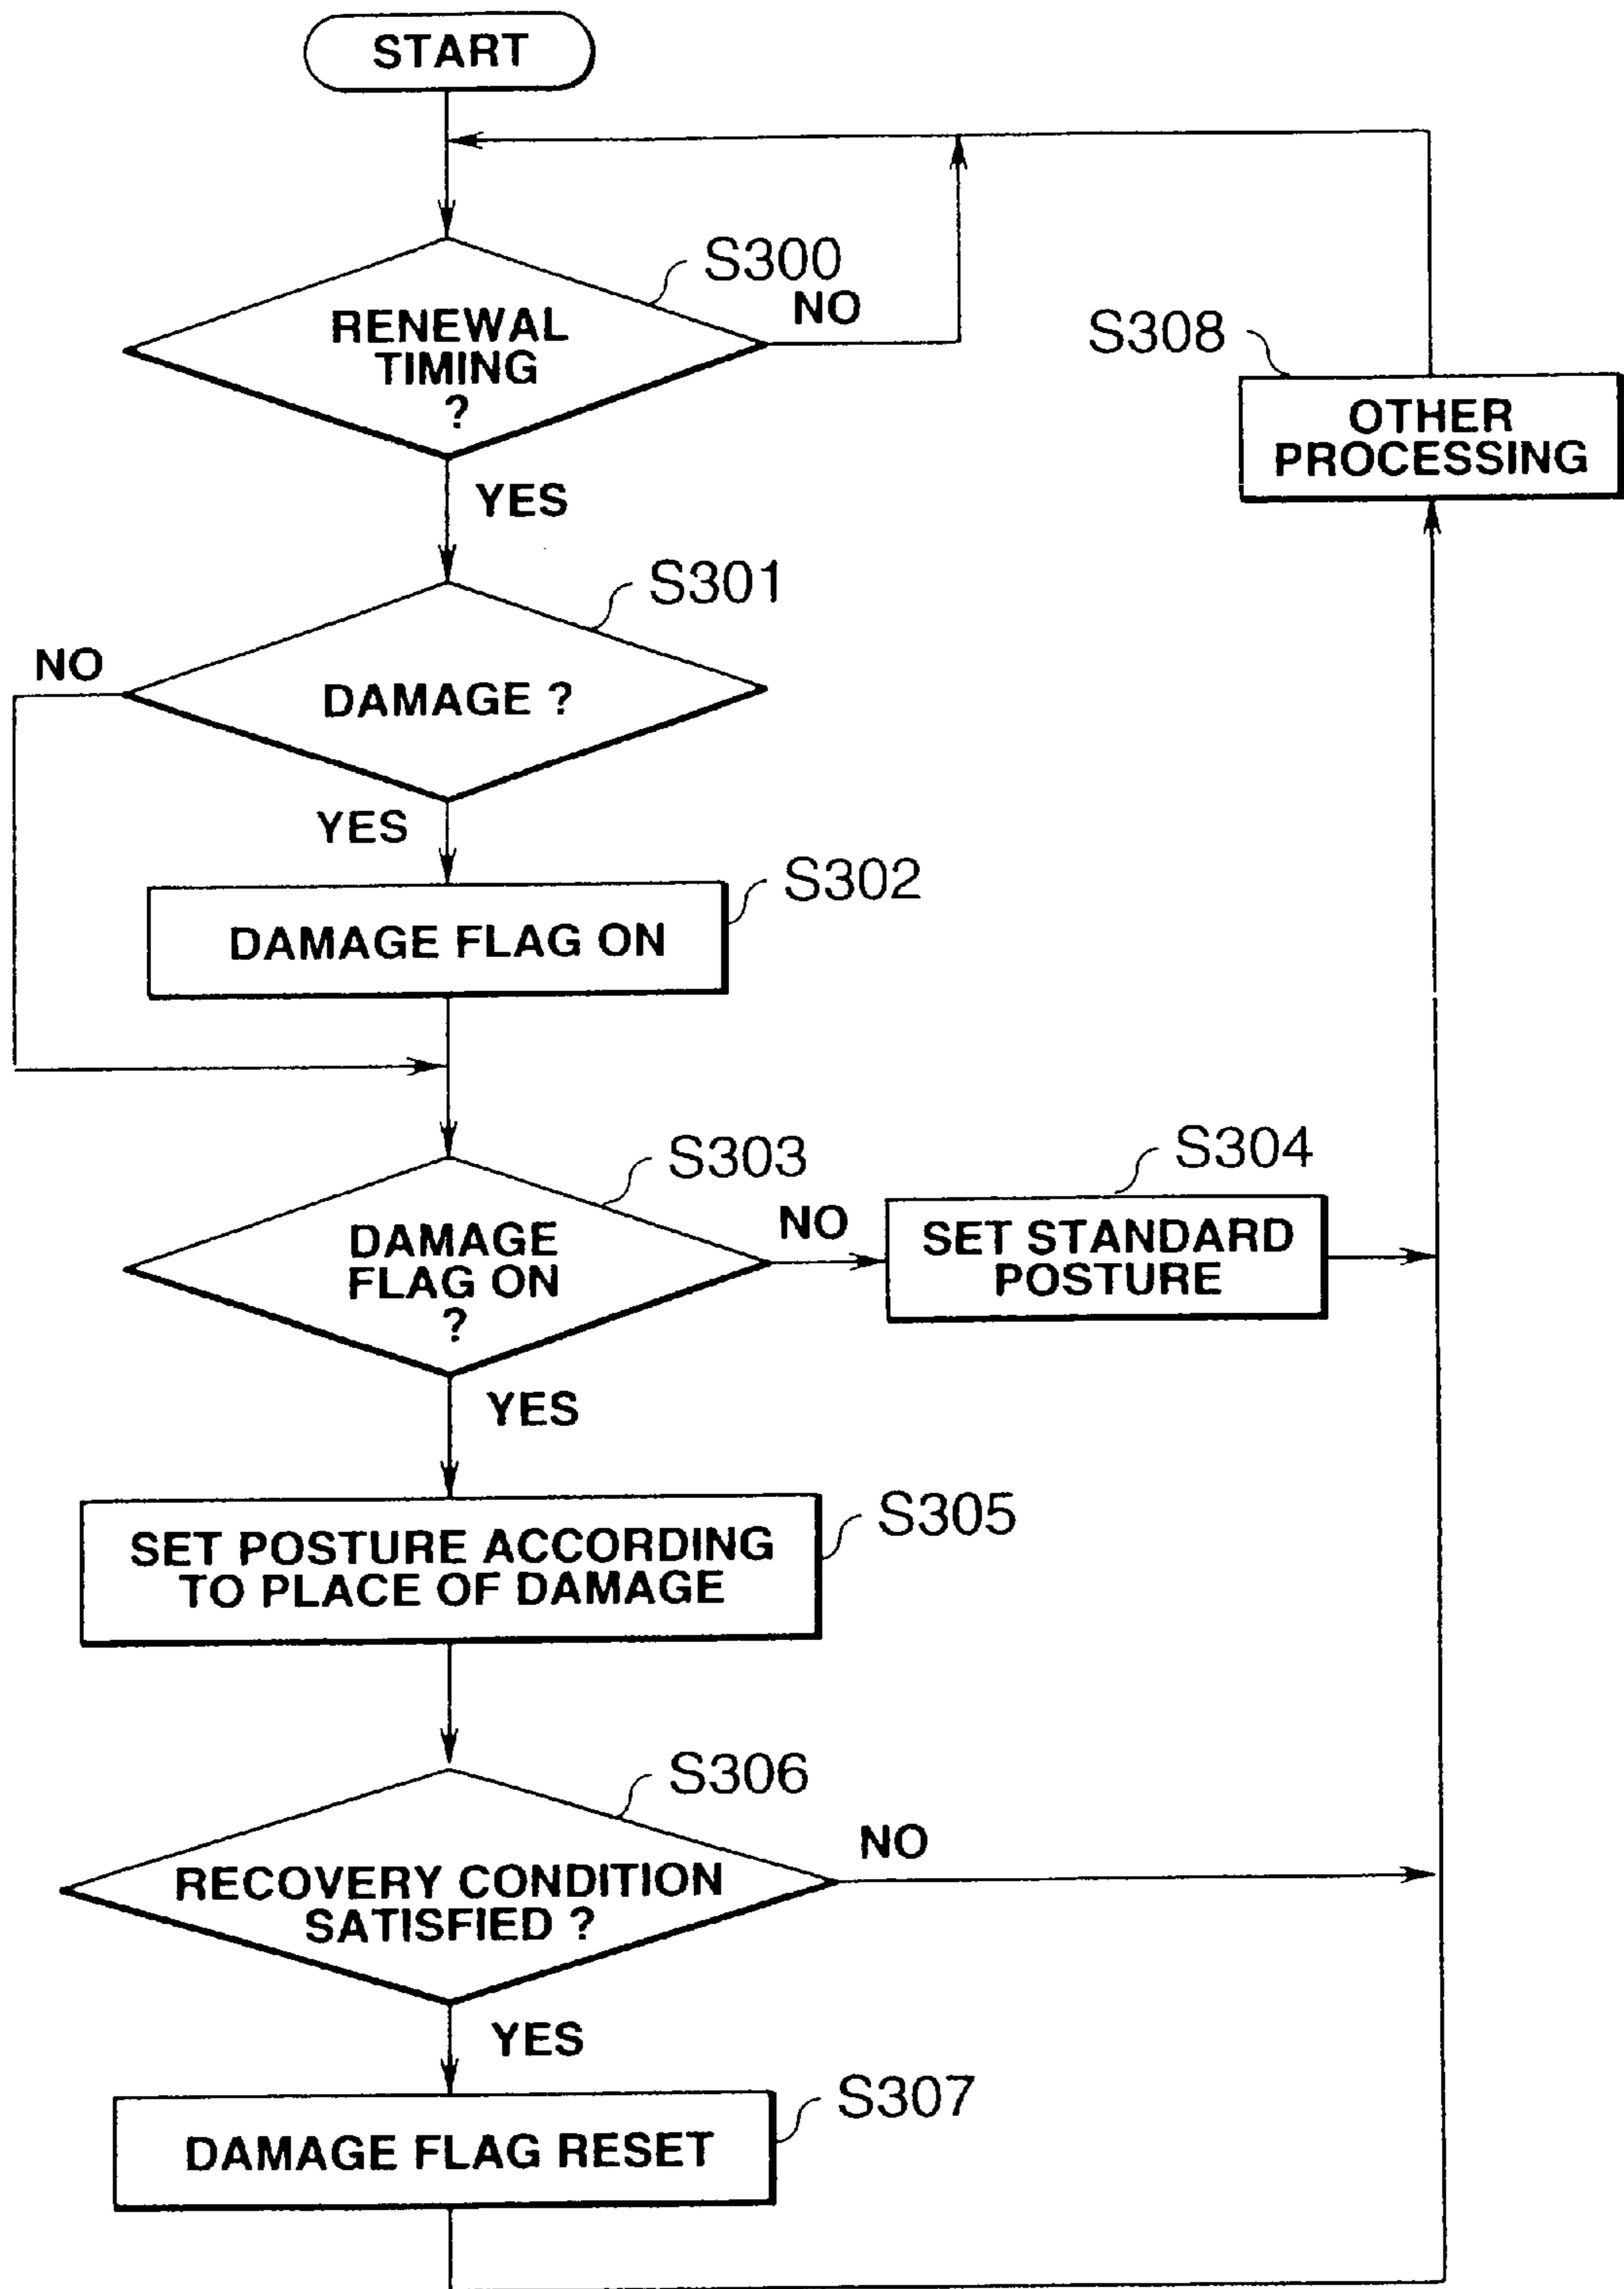 START
S300
NO
RENEWAL
TIMING
?
YES
S308
OTHER
PROCESSING
S301
NO
DAMAGE ?
YES
S302
DAMAGE FLAG ON
S303
DAMAGE
FLAG ON
?
NO
S304
SET STANDARD
POSTURE
YES
S305
SET POSTURE ACCORDING
TO PLACE OF DAMAGE
S306
NO
RECOVERY CONDITION
SATISFIED ?
YES
S307
DAMAGE FLAG RESET